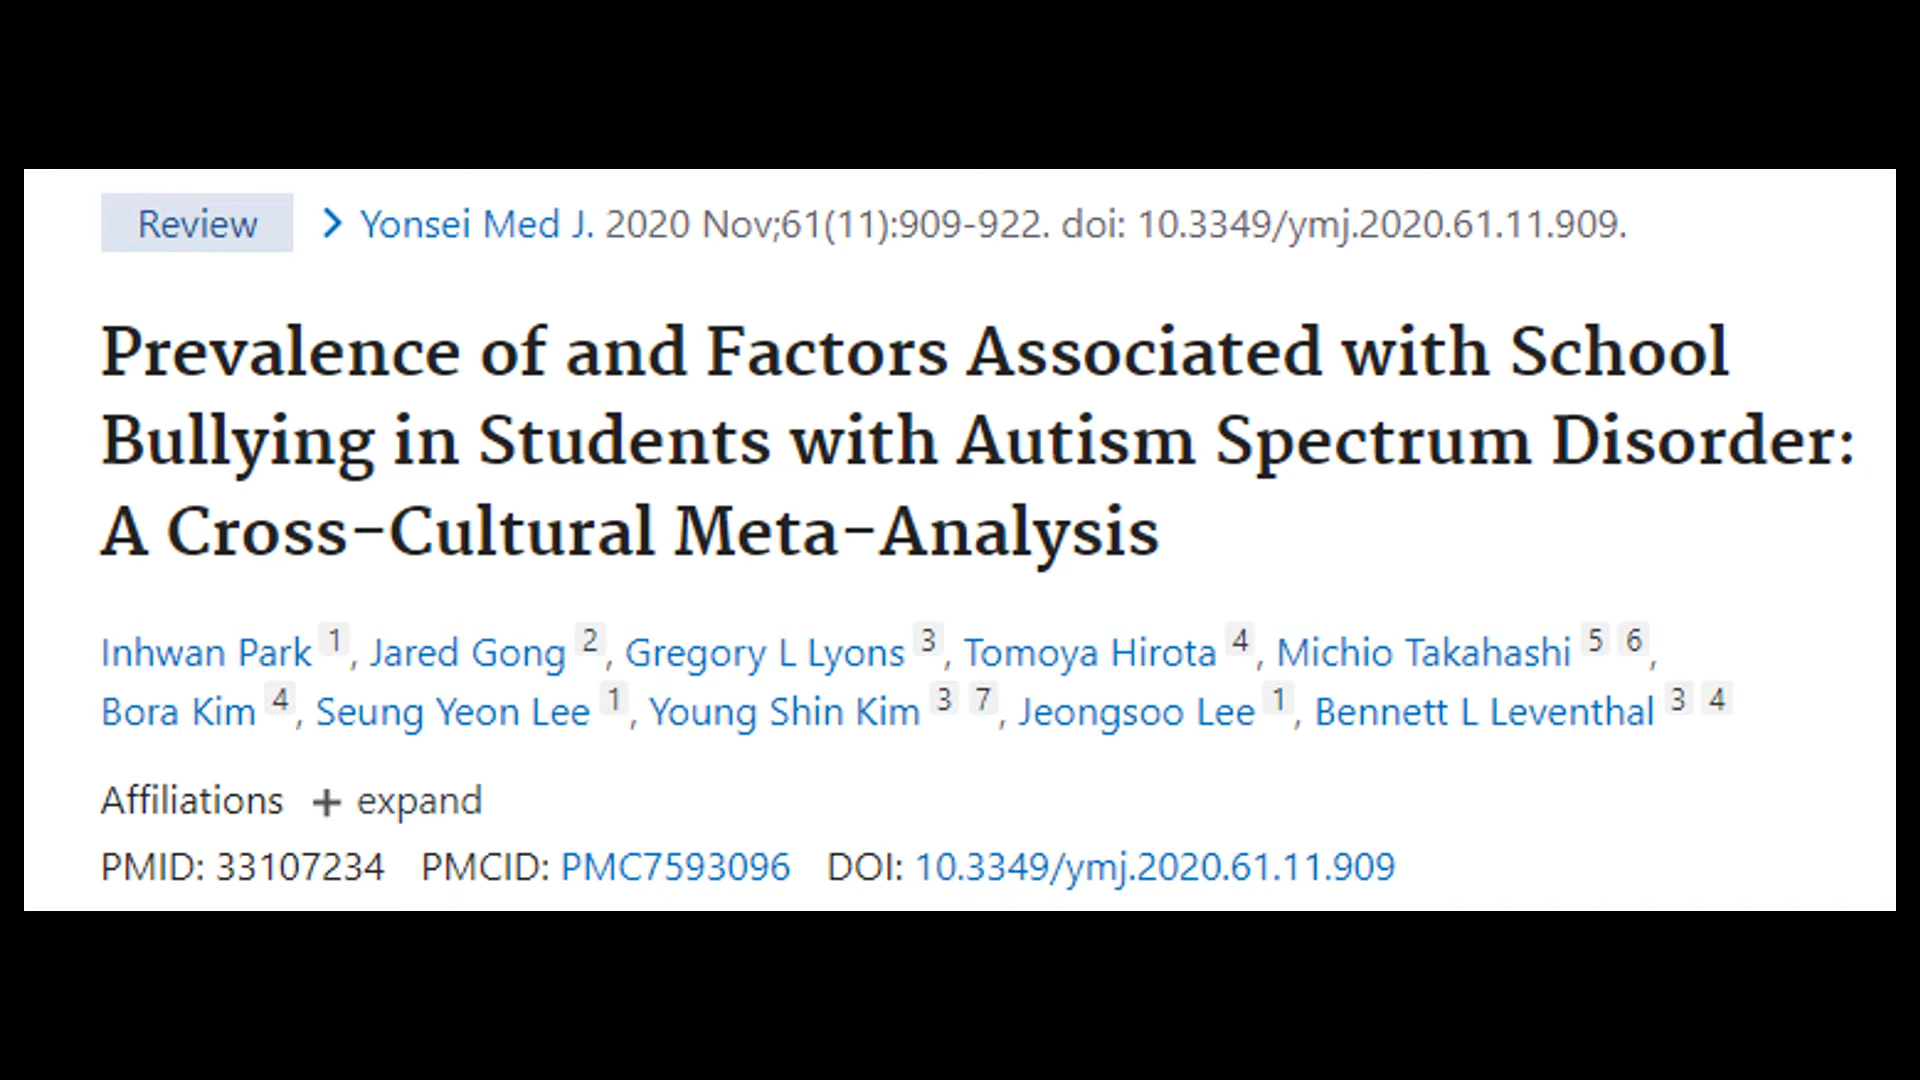 Review > Yonsei Med J. 2020 Nov;61(11):909-922. doi: 10.3349/ymj.2020.61.11.909.
Prevalence of and Factors Associated with School
Bullying in Students with Autism Spectrum Disorder:
A Cross-Cultural Meta-Analysis
Inhwan Park 1, Jared Gong 2, Gregory L Lyons 3, Tomoya Hirota 4, Michio Takahashi 5 6,
Bora Kim 4, Seung Yeon Lee 1, Young Shin Kim 3 7, Jeongsoo Lee 1, Bennett L Leventhal 3 4
Affiliations + expand
PMID: 33107234 PMCID: PMC7593096 DOI: 10.3349/ymj.2020.61.11.909